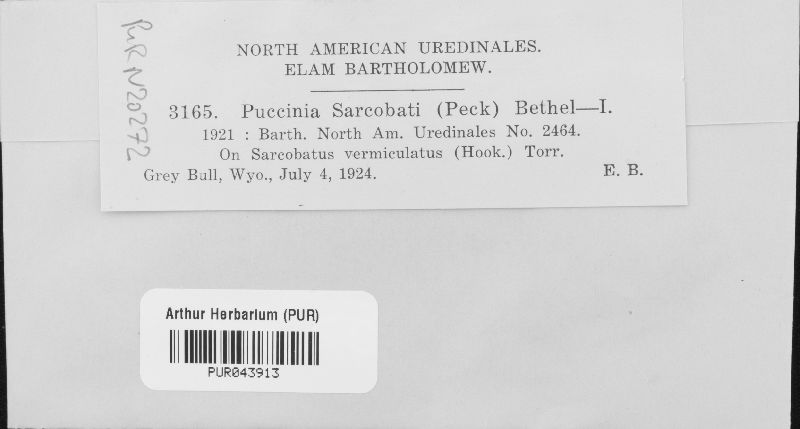 PUR N20272
NORTH AMERICAN UREDINALES.
ELAM BARTHOLOMEW.
3165. Puccinia Sarcobati (Peck) Bethel—I.
1921 : Barth. North Am. Uredinales No. 2464.
On Sarcobatus vermiculatus (Hook.) Torr.
Grey Bull, Wyo., July 4, 1924. E. B.
Arthur Herbarium (PUR)
PUR043913